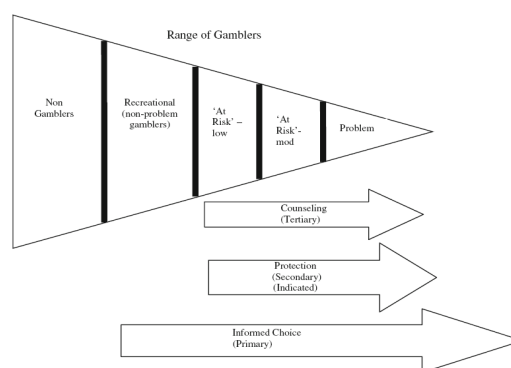 Range of Gamblers
Non
Gamblers
Recreational
(non-problem
gamblers)
‘At
Risk’ –
low
‘At
Risk’-
mod
Problem
Counseling
(Tertiary)
Protection
(Secondary)
(Indicated)
Informed Choice
(Primary)